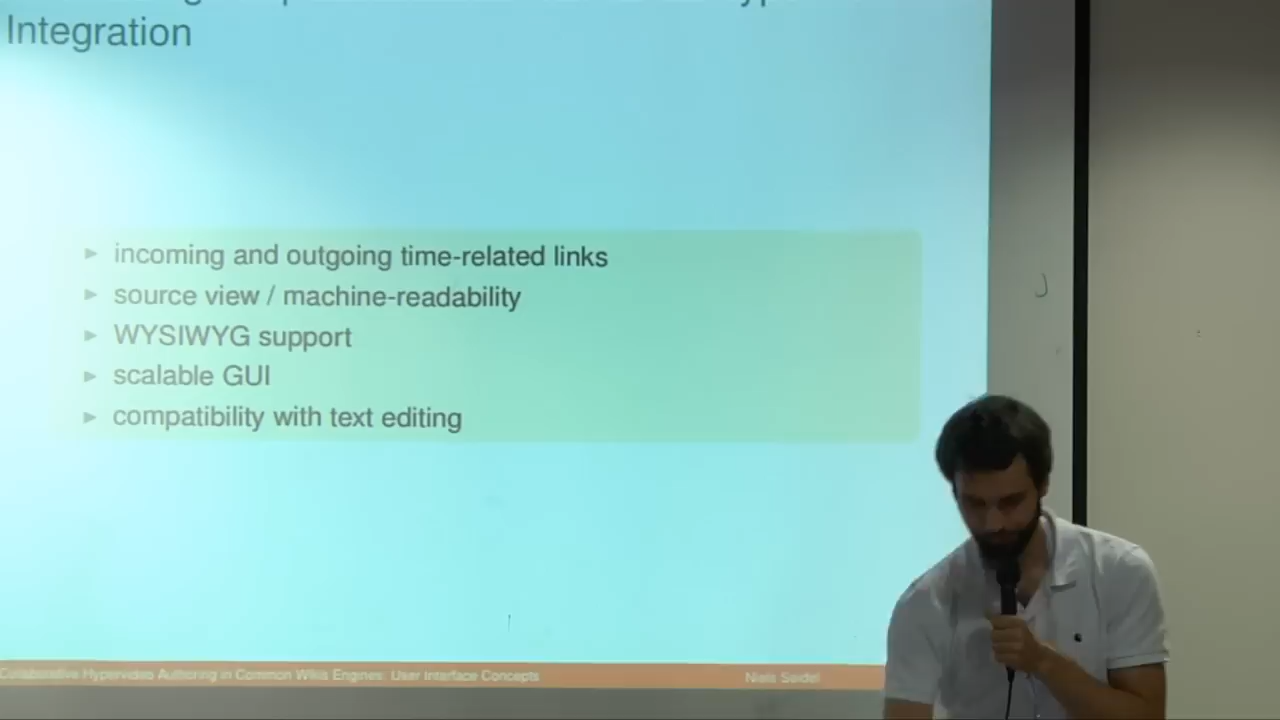 Integration
► incoming and outgoing time-related links
► source view / machine-readability
► WYSIWYG support
► scalable GUI
► compatibility with text editing
Collaborative Hypervideo Authoring in Common Wikis Engines: User Interface Concepts
Niels Seidel